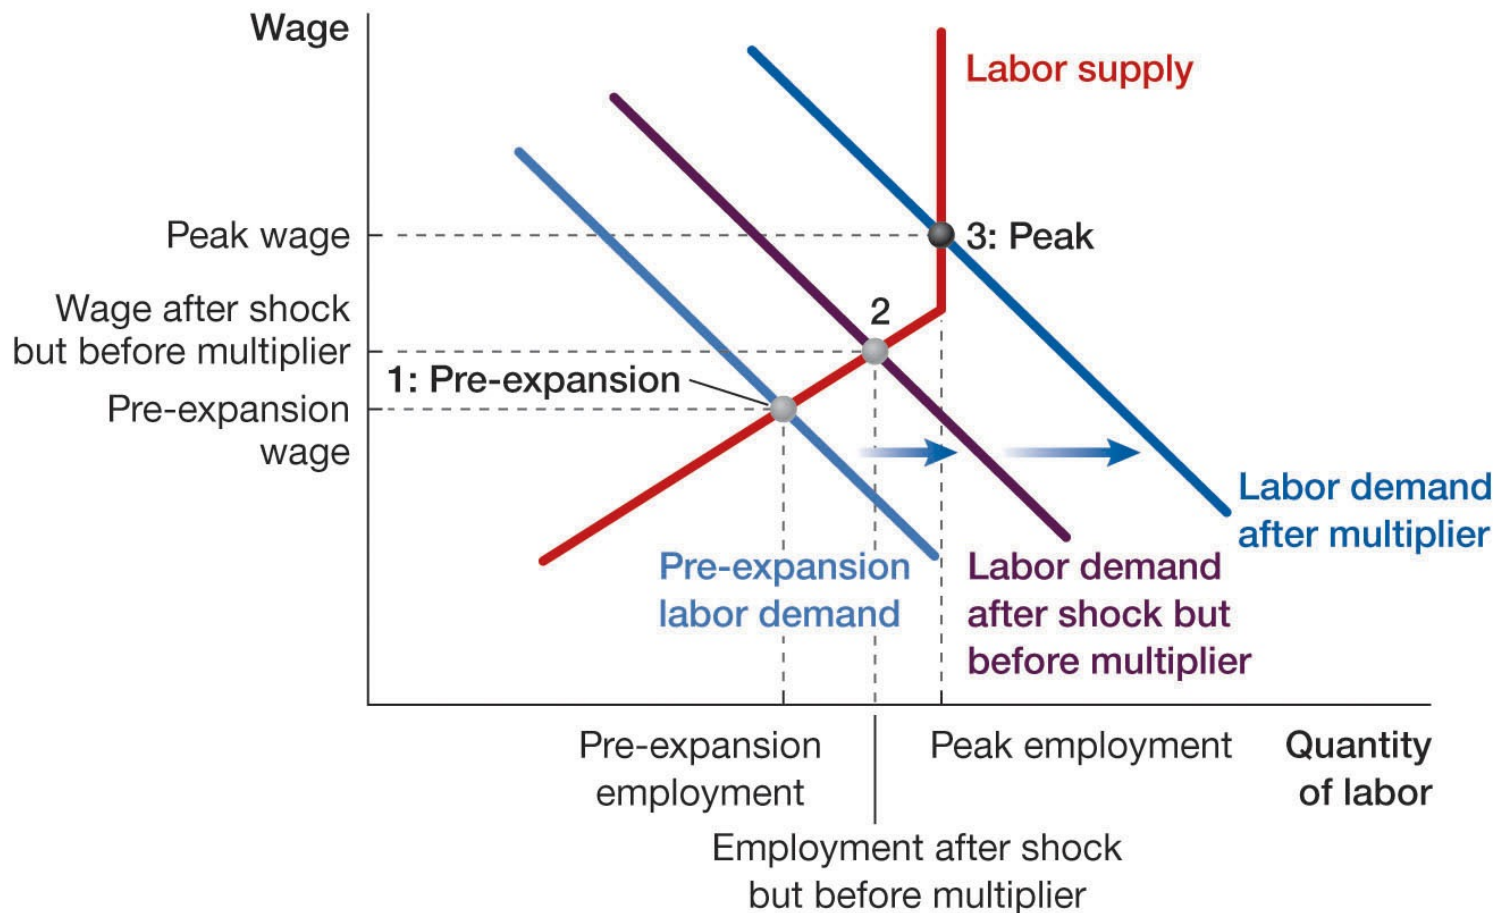 Wage
Labor supply
Peak wage
3: Peak
Wage after shock
but before multiplier
2
1: Pre-expansion
Pre-expansion
wage
Labor demand
after multiplier
Pre-expansion
labor demand
Labor demand
after shock but
before multiplier
Pre-expansion
employment
Peak employment
Quantity
of labor
Employment after shock
but before multiplier